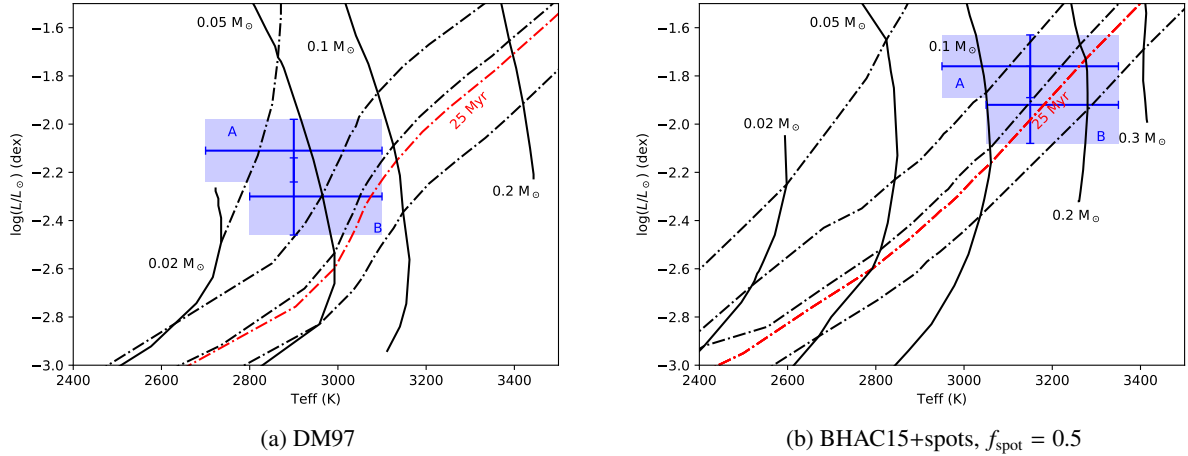 −1.6
−1.8
−2.0
−2.2
−2.4
−2.6
−2.8
−3.0
log(L/L⊙) (dex)
0.05 M⊙
0.1 M⊙
25 Myr
A
0.2 M⊙
B
0.02 M⊙
2400 2600 2800 3000 3200 3400
Teff (K)
(a) DM97
−1.6
−1.8
−2.0
−2.2
−2.4
−2.6
−2.8
−3.0
log(L/L⊙) (dex)
0.05 M⊙
0.1 M⊙
A
25 Myr
0.02 M⊙
B
0.3 M⊙
0.2 M⊙
2400 2600 2800 3000 3200 3400
Teff (K)
(b) BHAC15+spots, f_spot = 0.5